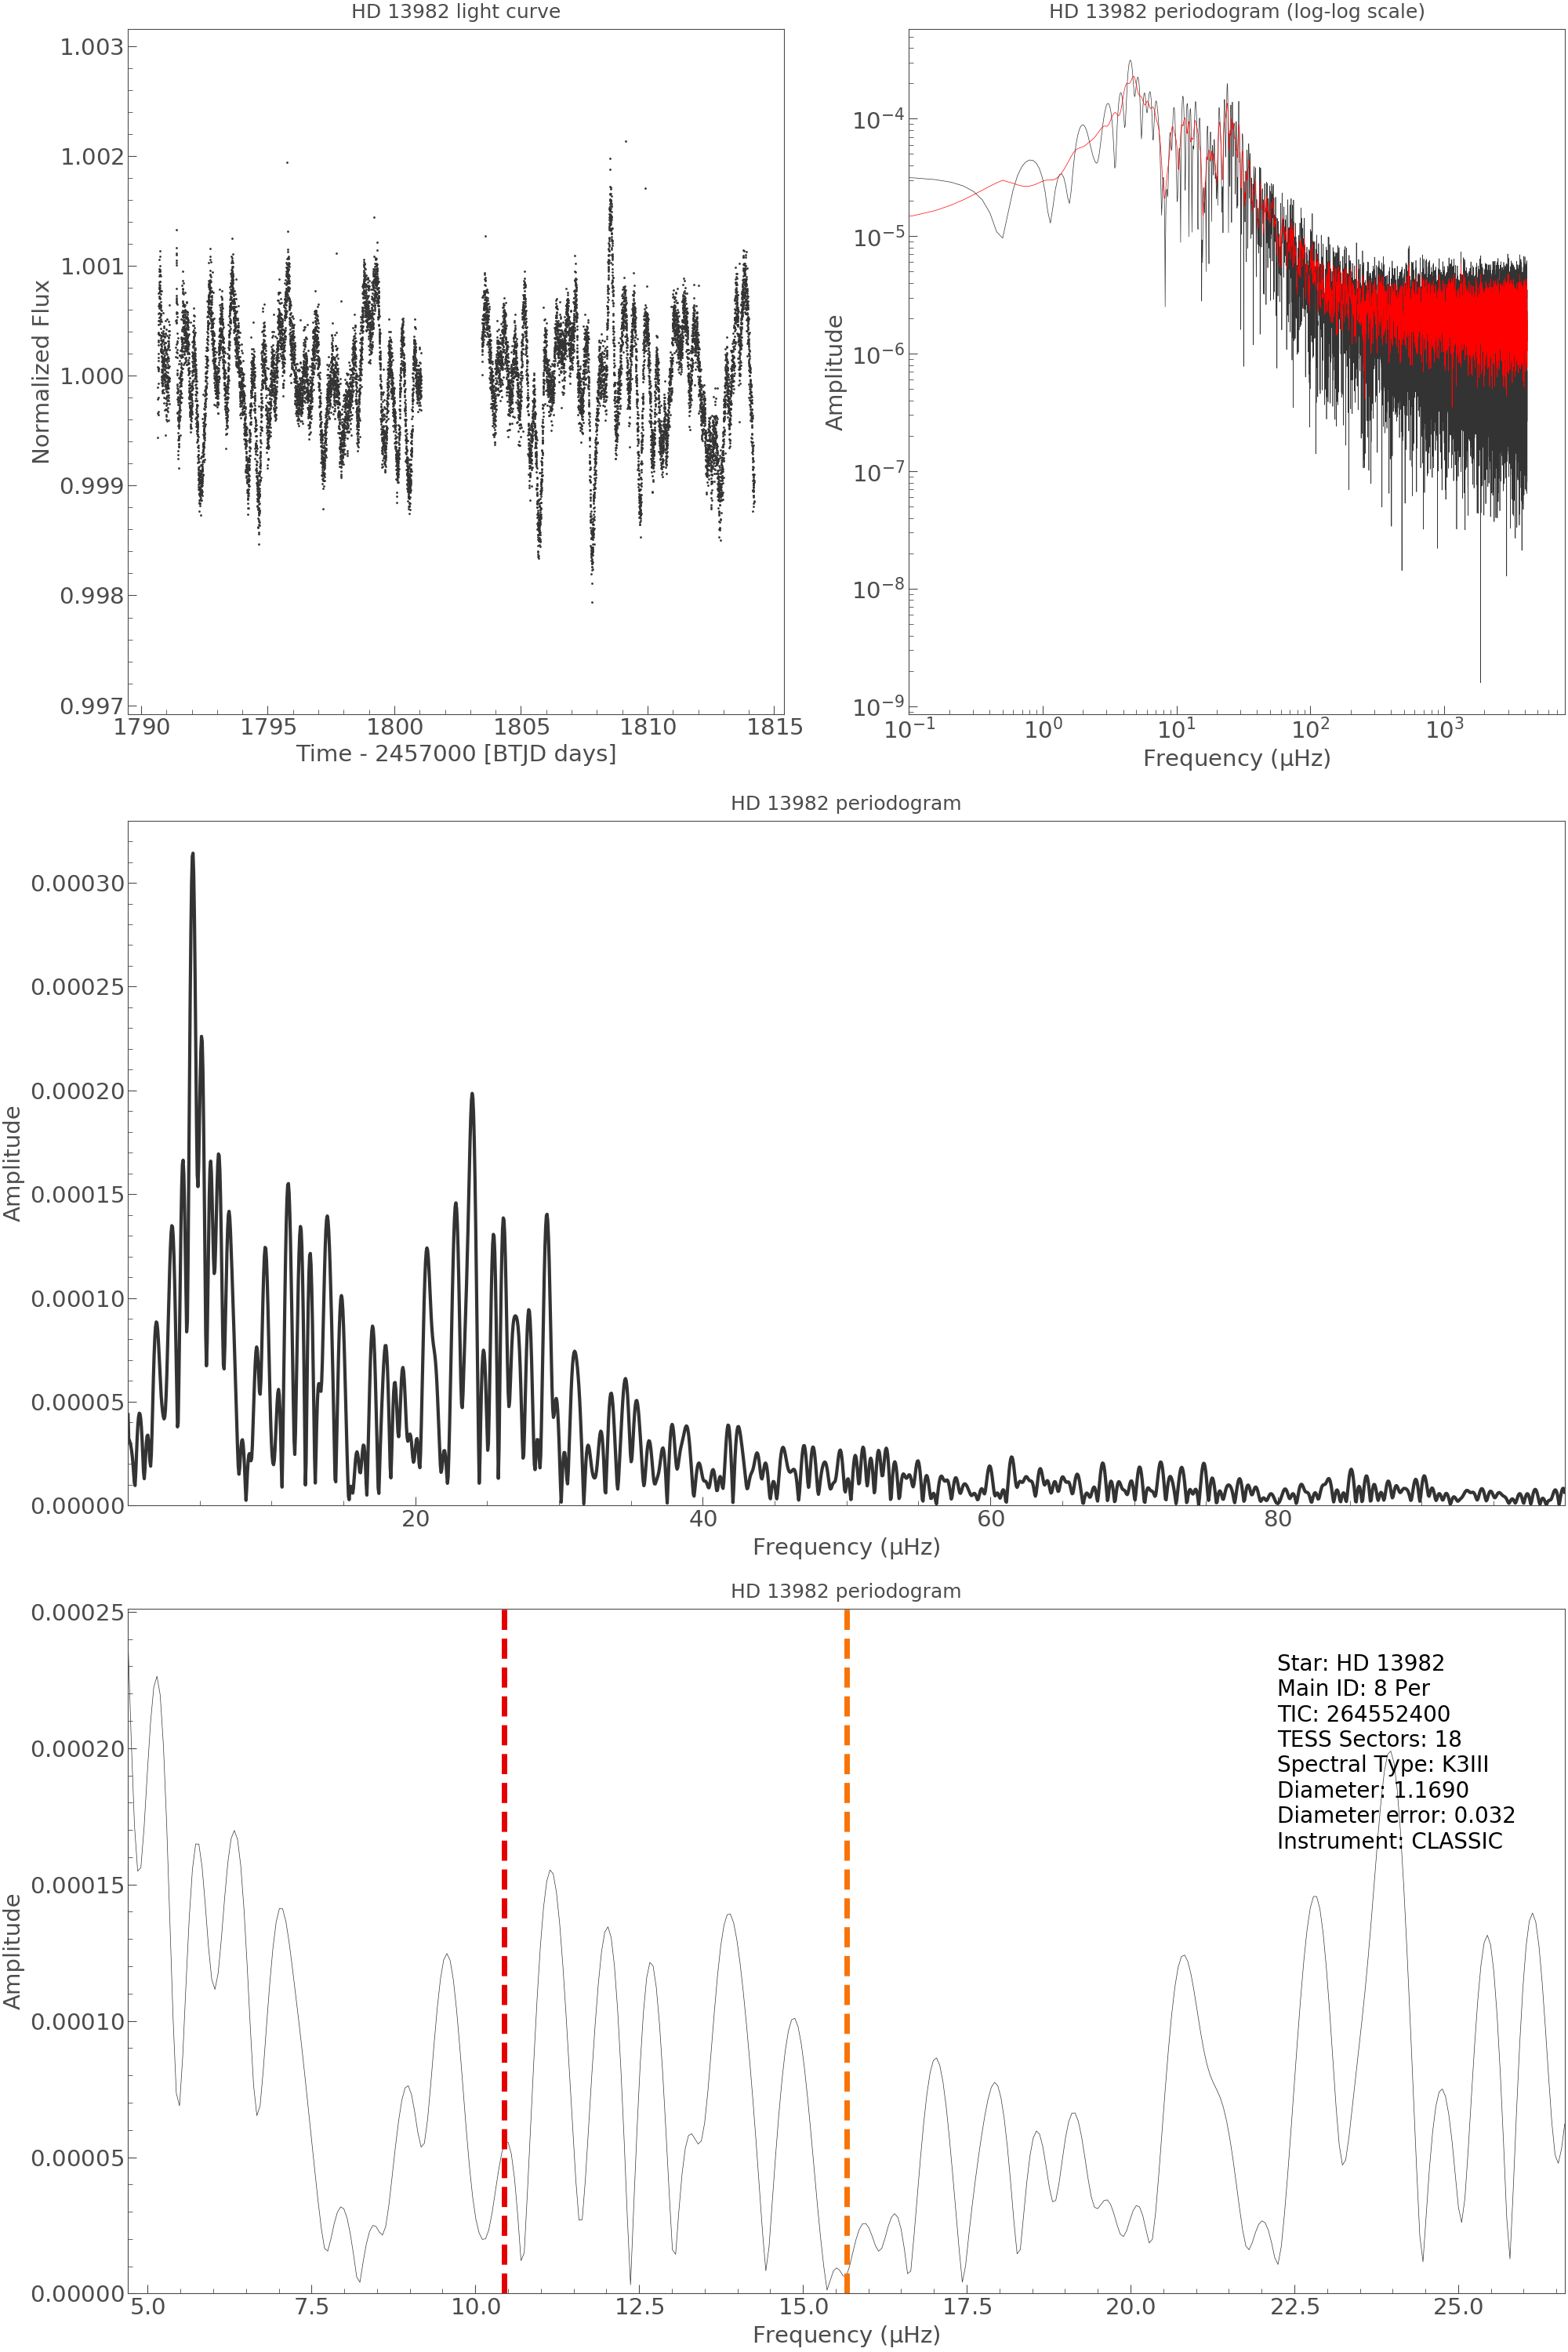 HD 13982 light curve
1.003
1.002
1.001
1.000
0.999
0.998
0.997
Normalized Flux
1790 1795 1800 1805 1810 1815
Time - 2457000 [BTJD days]
HD 13982 periodogram (log-log scale)
10⁻⁴
10⁻⁵
10⁻⁶
10⁻⁷
10⁻⁸
10⁻⁹
Amplitude
10⁻¹ 10⁰ 10¹ 10² 10³
Frequency (μHz)
HD 13982 periodogram
0.00030
0.00025
0.00020
0.00015
0.00010
0.00005
0.00000
Amplitude
20 40 60 80
Frequency (μHz)
HD 13982 periodogram
0.00025
0.00020
0.00015
0.00010
0.00005
0.00000
Amplitude
Star: HD 13982
Main ID: 8 Per
TIC: 264552400
TESS Sectors: 18
Spectral Type: K3III
Diameter: 1.1690
Diameter error: 0.032
Instrument: CLASSIC
5.0 7.5 10.0 12.5 15.0 17.5 20.0 22.5 25.0
Frequency (μHz)